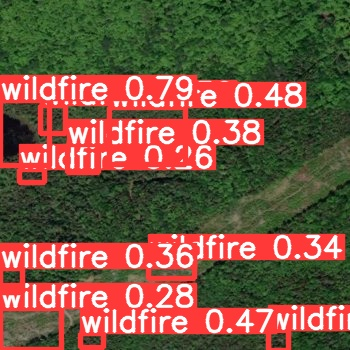 wildfire 0.79
wildfire 0.48
wildfire 0.38
wildfire 0.26
wildfire 0.34
wildfire 0.36
wildfire 0.28
wildfire 0.47